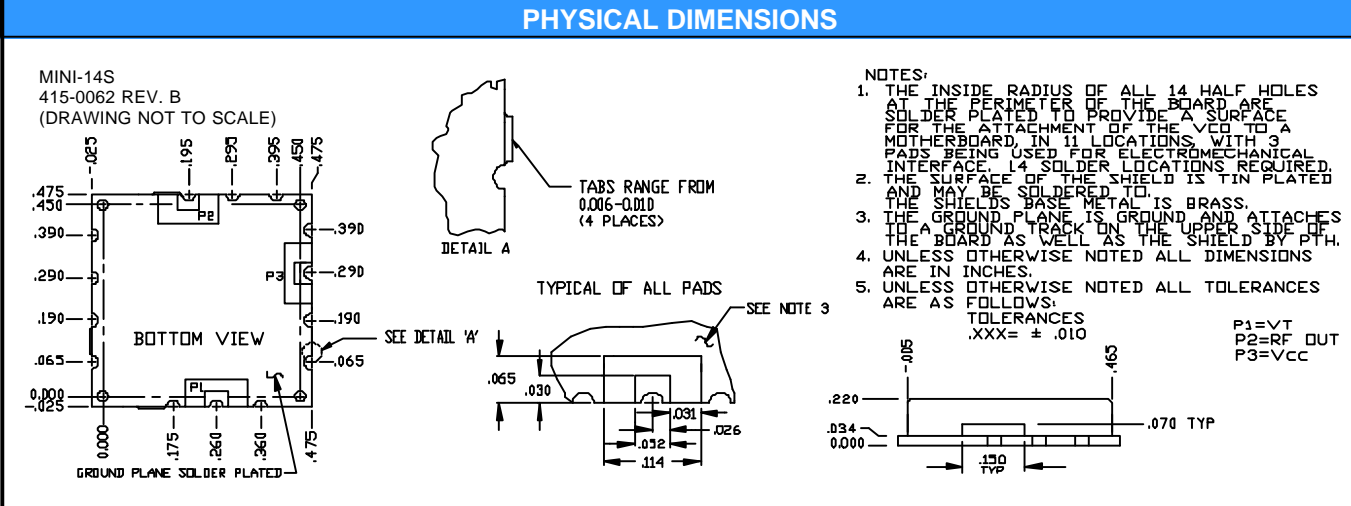 PHYSICAL DIMENSIONS
MINI-14S
415-0062 REV. B
(DRAWING NOT TO SCALE)
-.025
.195
.290
.395
.450
.475
.475
.450
.390
.290
.190
.065
0.000
-.025
P2
P3
P1
BOTTOM VIEW
.390
.290
.190
.065
SEE DETAIL 'A'
0.000
.175
.260
.360
.475
GROUND PLANE SOLDER PLATED
TABS RANGE FROM
0.006-0.010
(4 PLACES)
DETAIL A
TYPICAL OF ALL PADS
SEE NOTE 3
.065
.030
.031
.026
.052
.114
NOTES:
1. THE INSIDE RADIUS OF ALL 14 HALF HOLES
AT THE PERIMETER OF THE BOARD ARE
SOLDER PLATED TO PROVIDE A SURFACE
FOR THE ATTACHMENT OF THE VCO TO A
MOTHERBOARD, IN 11 LOCATIONS, WITH 3
PADS BEING USED FOR ELECTROMECHANICAL
INTERFACE. 14 SOLDER LOCATIONS REQUIRED.
2. THE SURFACE OF THE SHIELD IS TIN PLATED
AND MAY BE SOLDERED TO.
THE SHIELDS BASE METAL IS BRASS.
3. THE GROUND PLANE IS GROUND AND ATTACHES
TO A GROUND TRACK ON THE UPPER SIDE OF
THE BOARD AS WELL AS THE SHIELD BY PTH.
4. UNLESS OTHERWISE NOTED ALL DIMENSIONS
ARE IN INCHES.
5. UNLESS OTHERWISE NOTED ALL TOLERANCES
ARE AS FOLLOWS:
TOLERANCES
.XXX= ± .010
P1=VT
P2=RF OUT
P3=Vcc
-.005
.465
.220
.034
0.000
.070 TYP
.150
TYP